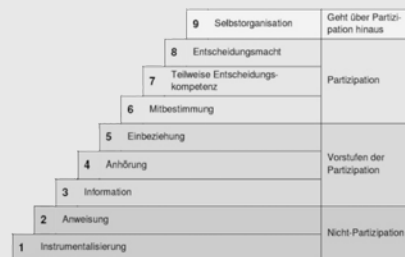 9 Selbstorganisation
Geht über Partizi-
pation hinaus
8 Entscheidungsmacht
7 Teilweise Entscheidungs-
kompetenz
6 Mitbestimmung
Partizipation
5 Einbeziehung
4 Anhörung
3 Information
Vorstufen der
Partizipation
2 Anweisung
1 Instrumentalisierung
Nicht-Partizipation